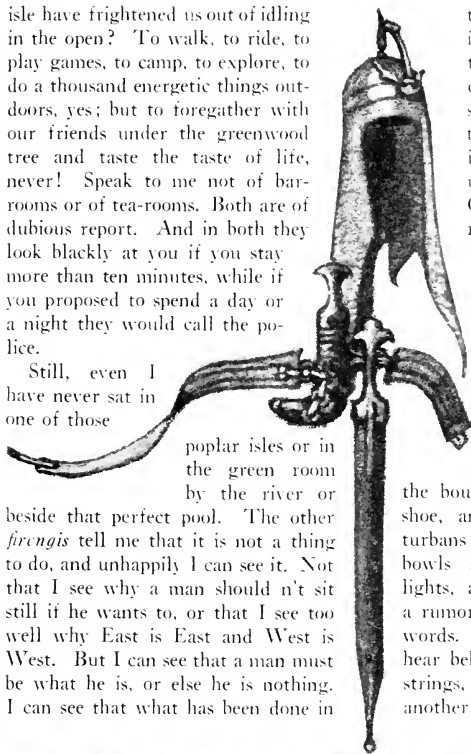 isle have frightened us out of idling
in the open? To walk, to ride, to
play games, to camp, to explore, to
do a thousand energetic things out-
doors, yes; but to foregather with
our friends under the greenwood
tree and taste the taste of life,
never! Speak to me not of bar-
rooms or of tea-rooms. Both are of
dubious report. And in both they
look blackly at you if you stay
more than ten minutes, while if
you proposed to spend a day or
a night they would call the po-
lice.
Still, even I
have never sat in
one of those
poplar isles or in
the green room
by the river or
beside that perfect pool. The other
firengis tell me that it is not a thing
to do, and unhappily I can see it. Not
that I see why a man should n't sit
still if he wants to, or that I see too
well why East is East and West is
West. But I can see that a man must
be what he is, or else he is nothing.
I can see that what has been done in
the bou
shoe, an
turbans
bowls
lights, a
a rumor
words.
hear bel
strings,
another